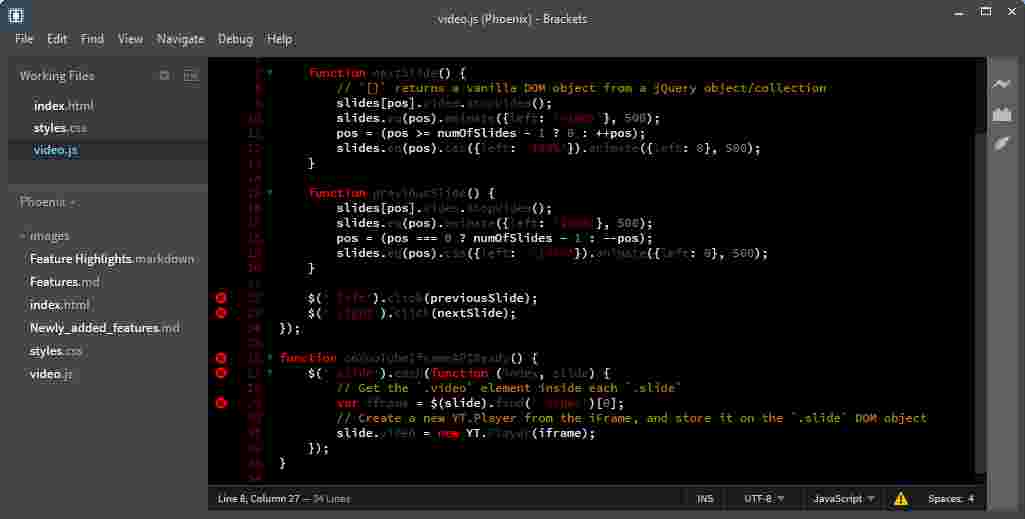 video.js (Phoenix) - Brackets
File Edit Find View Navigate Debug Help
Working Files
index.html
styles.css
video.js
Phoenix
images
Feature Highlights.markdown
Features.md
index.html
Newly_added_features.md
styles.css
video.js
function nextSlide() {
// `[]` returns a vanilla DOM object from a jQuery object/collection
slides[pos].video.stopVideo();
slides.eq(pos).animate({left: '-100%'}, 500);
pos = (pos >= numOfSlides - 1 ? 0 : ++pos);
slides.eq(pos).css({left: '100%'}).animate({left: 0}, 500);
}
function previousSlide() {
slides[pos].video.stopVideo();
slides.eq(pos).animate({left: '100%'}, 500);
pos = (pos === 0 ? numOfSlides - 1 : --pos);
slides.eq(pos).css({left: '-100%'}).animate({left: 0}, 500);
}
$('.left').click(previousSlide);
$('.right').click(nextSlide);
});
function onYouTubeIframeAPIReady() {
$('.slide').each(function (index, slide) {
// Get the `.video` element inside each `.slide`
var iframe = $(slide).find('.video')[0];
// Create a new YT.Player from the iFrame, and store it on the `.slide` DOM object
slide.video = new YT.Player(iframe);
});
}
Line 8, Column 27 — 34 Lines INS UTF-8 JavaScript Spaces: 4